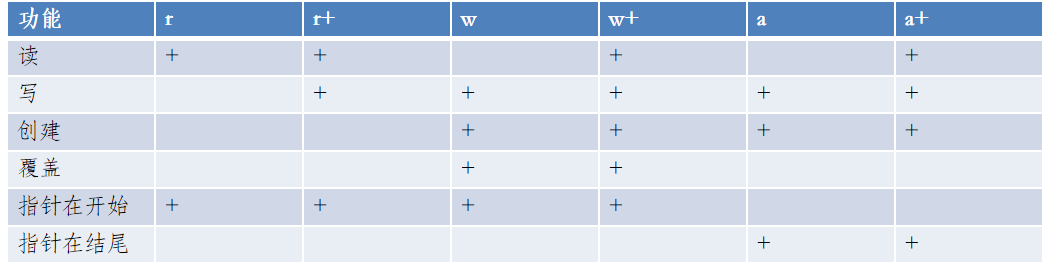 功能 r r+ w w+ a a+
读 + + + +
写 + + + + +
创建 + + + +
覆盖 + +
指针在开始 + + + +
指针在结尾 + +